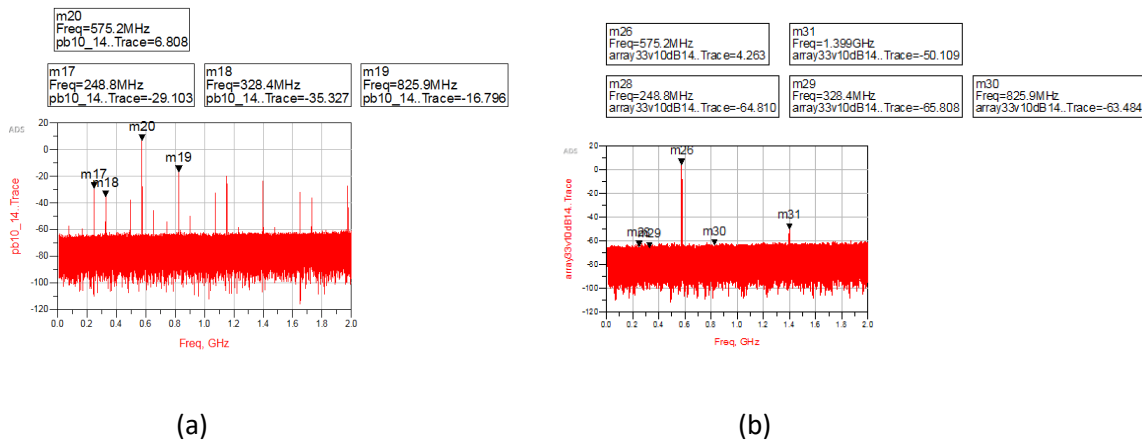 m20
Freq=575.2MHz
pb10_14..Trace=6.808
m17
Freq=248.8MHz
pb10_14..Trace=-29.103
m18
Freq=328.4MHz
pb10_14..Trace=-35.327
m19
Freq=825.9MHz
pb10_14..Trace=-16.796
ADS
20
0
-20
-40
-60
-80
-100
-120
pb10_14..Trace
m20
m17
m18
m19
0.0 0.2 0.4 0.6 0.8 1.0 1.2 1.4 1.6 1.8 2.0
Freq, GHz
(a)
m26
Freq=575.2MHz
array33v10dB14..Trace=4.263
m31
Freq=1.399GHz
array33v10dB14..Trace=-50.109
m28
Freq=248.8MHz
array33v10dB14..Trace=-64.810
m29
Freq=328.4MHz
array33v10dB14..Trace=-65.808
m30
Freq=825.9MHz
array33v10dB14..Trace=-63.484
ADS
20
0
-20
-40
-60
-80
-100
-120
array33v10dB14..Trace
m26
m28
m29
m30
m31
0.0 0.2 0.4 0.6 0.8 1.0 1.2 1.4 1.6 1.8 2.0
Freq, GHz
(b)